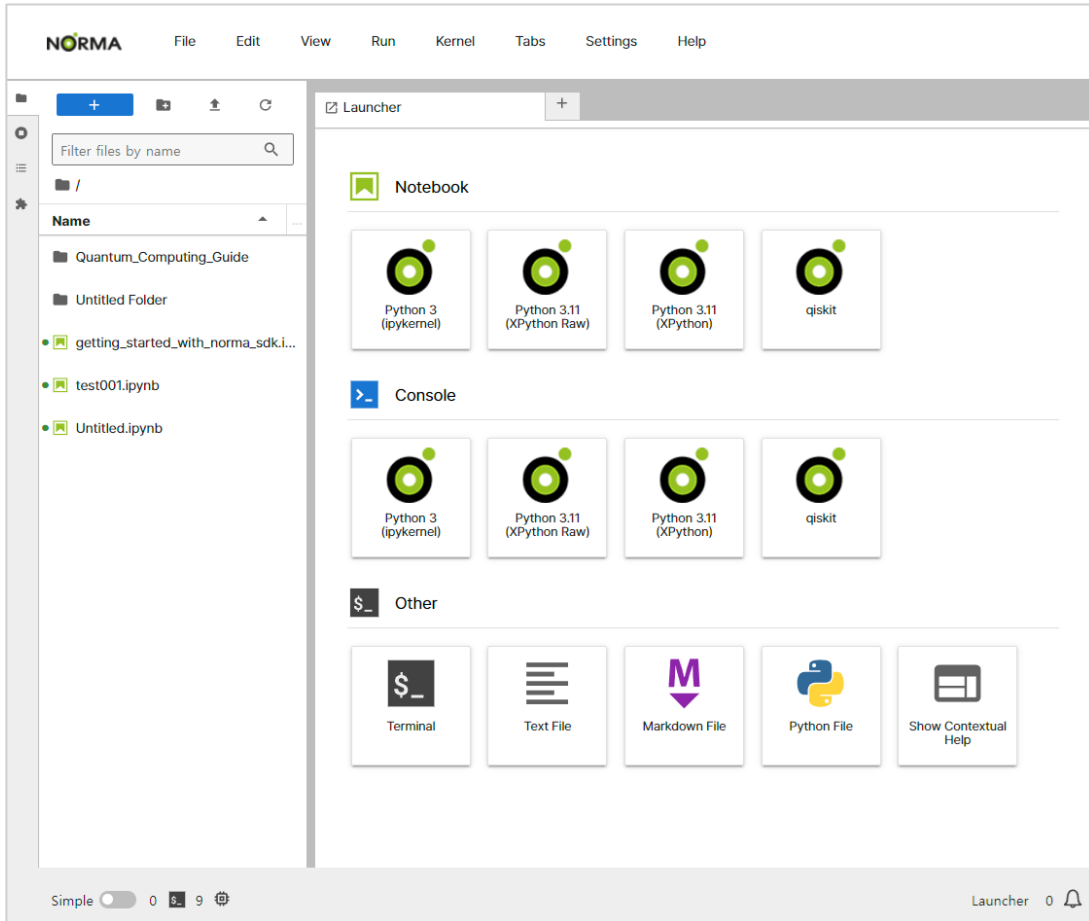 NORMA File Edit View Run Kernel Tabs Settings Help
+
Launcher +
Filter files by name
/
Name ...
Quantum_Computing_Guide
Untitled Folder
getting_started_with_norma_sdk.i...
test001.ipynb
Untitled.ipynb
Notebook
Python 3
(ipykernel)
Python 3.11
(XPython Raw)
Python 3.11
(XPython)
qiskit
>_ Console
Python 3
(ipykernel)
Python 3.11
(XPython Raw)
Python 3.11
(XPython)
qiskit
$_ Other
$_
Terminal
Text File
M
Markdown File
Python File
Show Contextual
Help
Simple 0 $_ 9 Launcher 0